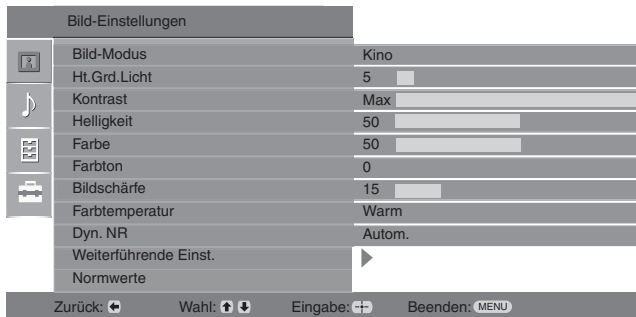 Bild-Einstellungen
Bild-Modus Kino
Ht.Grd.Licht 5
Kontrast Max
Helligkeit 50
Farbe 50
Farbton 0
Bildschärfe 15
Farbtemperatur Warm
Dyn. NR Autom.
Weiterführende Einst.
Normwerte
Zurück: Wahl: Eingabe: Beenden: MENU